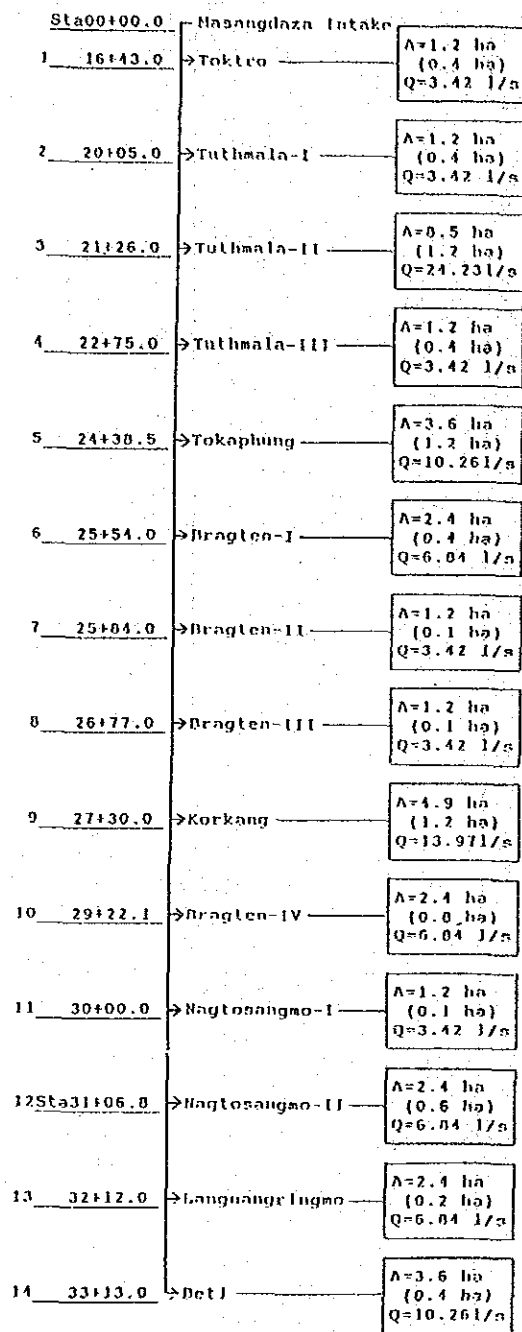 Sta00+00.0 Masangdaza Intake
1 16+43.0 Toktro
A=1.2 ha
(0.4 ha)
Q=3.42 l/s
2 20+05.0 Tuthmala-I
A=1.2 ha
(0.4 ha)
Q=3.42 l/s
3 21+26.0 Tuthmala-II
A=8.5 ha
(1.2 ha)
Q=24.23l/s
4 22+75.0 Tuthmala-III
A=1.2 ha
(0.4 ha)
Q=3.42 l/s
5 24+38.5 Tokaphung
A=3.6 ha
(1.2 ha)
Q=10.26l/s
6 25+54.0 Bragten-I
A=2.4 ha
(0.4 ha)
Q=6.84 l/s
7 25+84.0 Bragten-II
A=1.2 ha
(0.1 ha)
Q=3.42 l/s
8 26+77.0 Bragten-III
A=1.2 ha
(0.1 ha)
Q=3.42 l/s
9 27+30.0 Korkang
A=4.9 ha
(1.2 ha)
Q=13.97l/s
10 29+22.1 Bragten-IV
A=2.4 ha
(0.8 ha)
Q=6.84 l/s
11 30+00.0 Nagtosangmo-I
A=1.2 ha
(0.1 ha)
Q=3.42 l/s
12Sta31+06.8 Nagtosangmo-II
A=2.4 ha
(0.6 ha)
Q=6.84 l/s
13 32+12.0 Languangringmo
A=2.4 ha
(0.2 ha)
Q=6.84 l/s
14 33+13.0 Beti
A=3.6 ha
(0.4 ha)
Q=10.26l/s